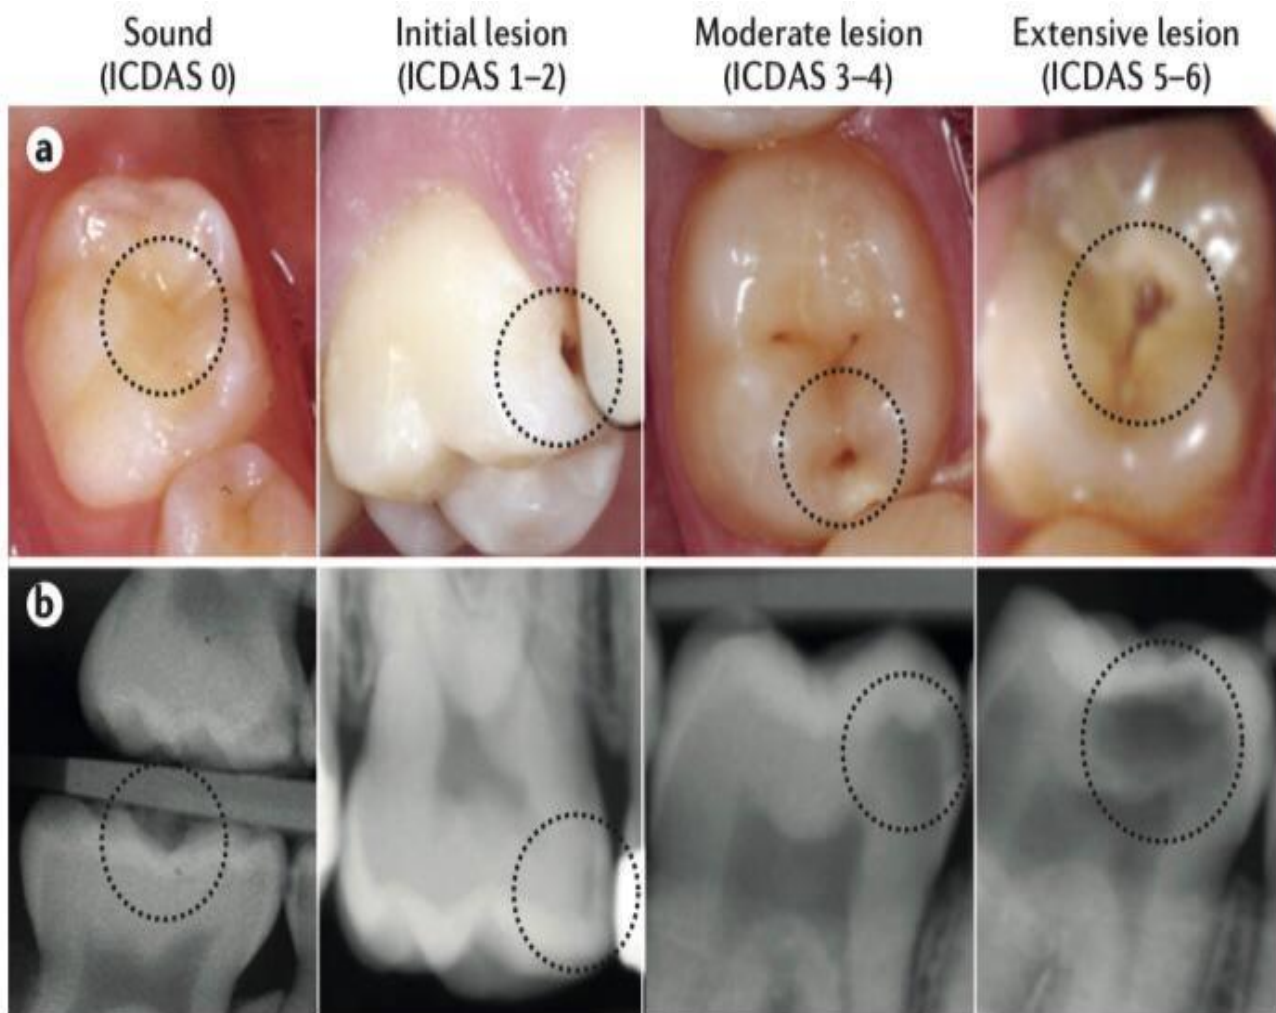 Sound
(ICDAS 0)
Initial lesion
(ICDAS 1–2)
Moderate lesion
(ICDAS 3–4)
Extensive lesion
(ICDAS 5–6)
a
b